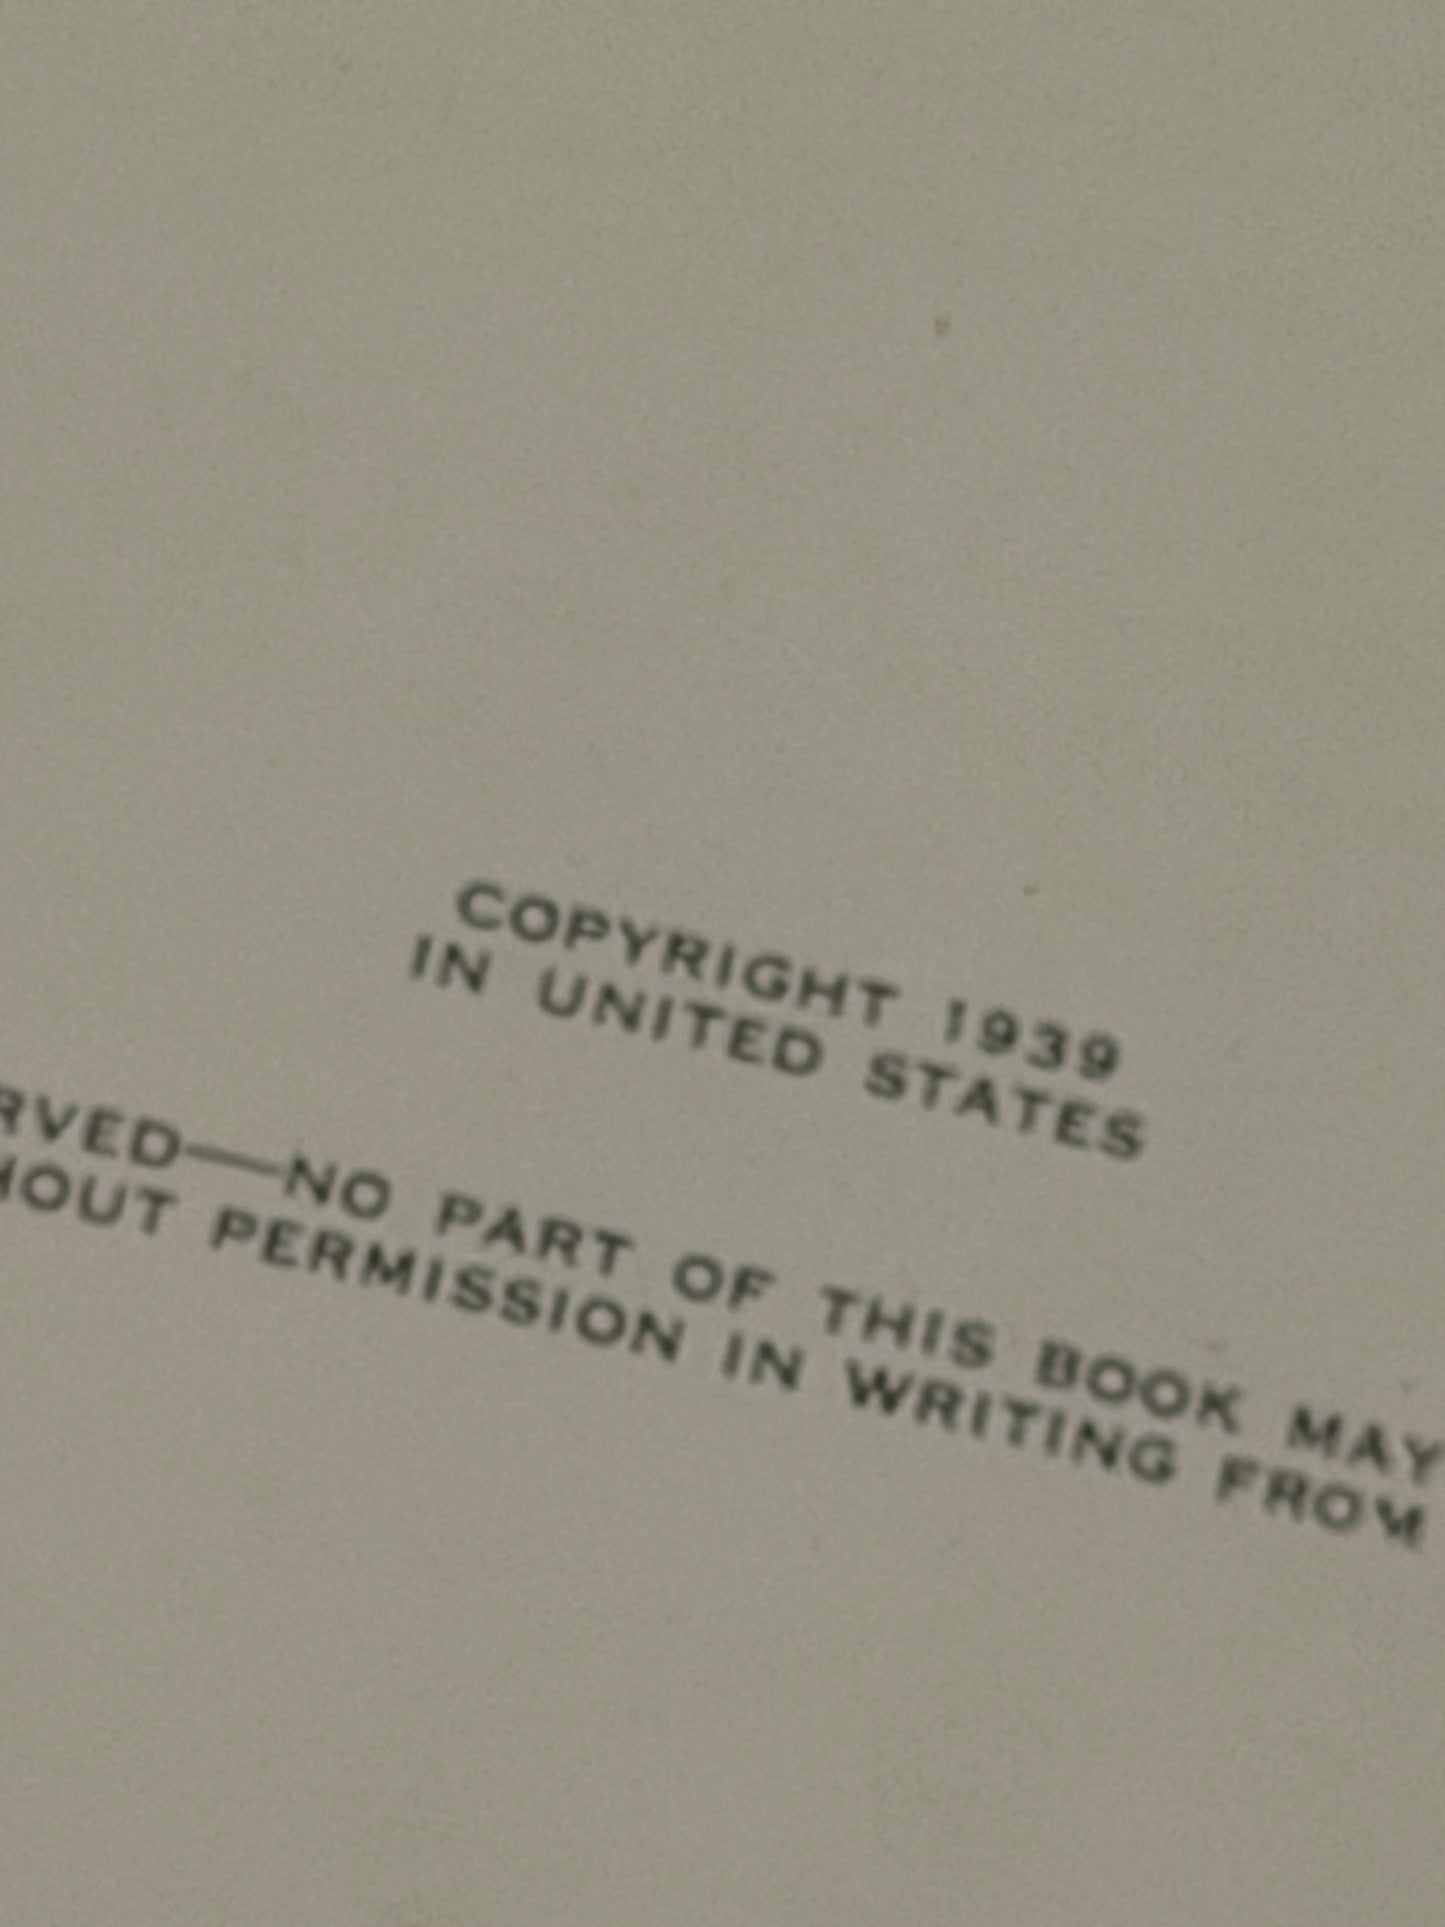 COPYRIGHT 1939
IN UNITED STATES
RVED—NO PART OF THIS BOOK MAY
HOUT PERMISSION IN WRITING FROM